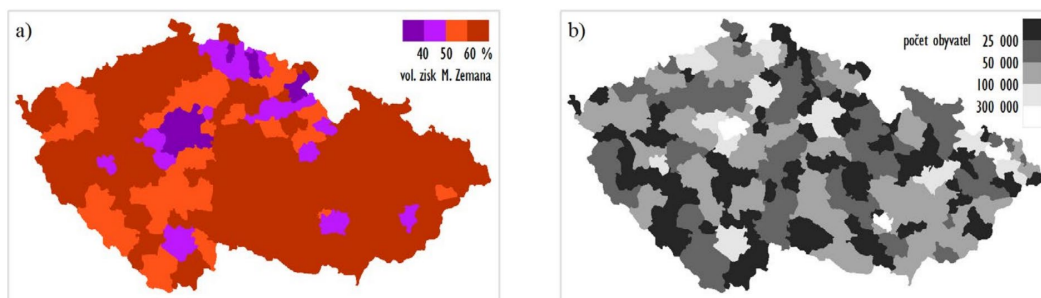 a)
40 50 60 %
vol. zisk M. Zemana
b)
počet obyvatel
25 000
50 000
100 000
300 000